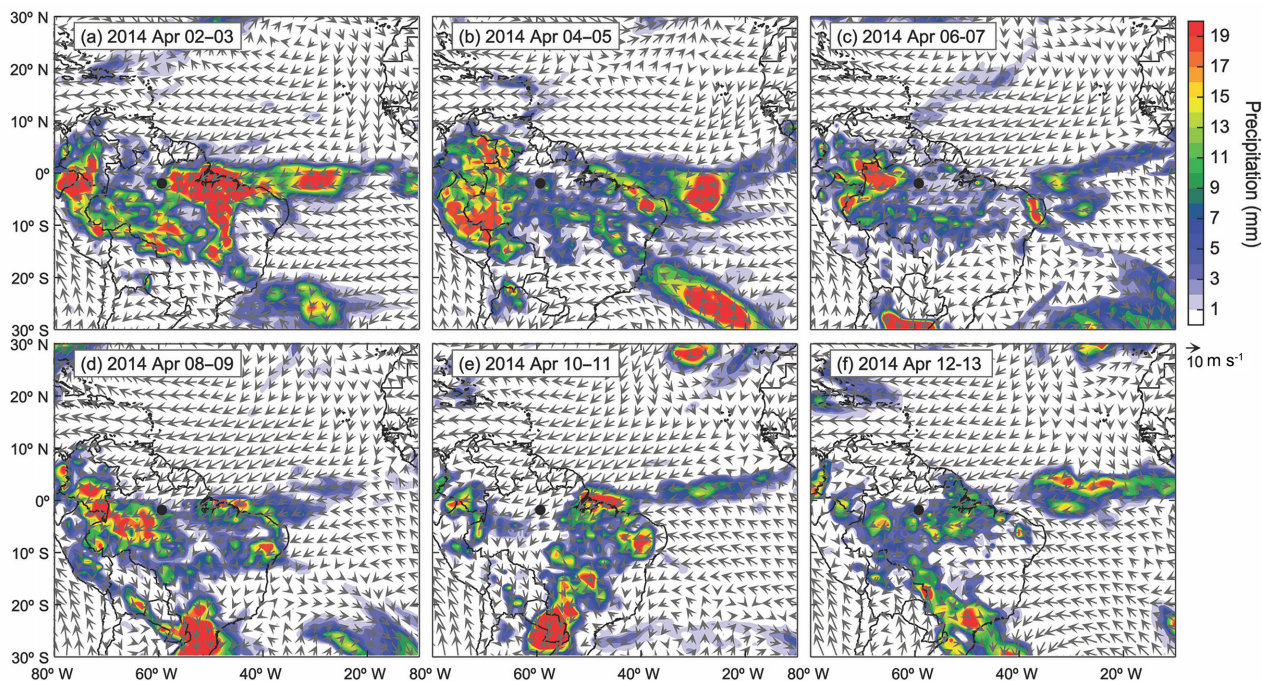 (a) 2014 Apr 02–03
(b) 2014 Apr 04–05
(c) 2014 Apr 06-07
30º N
20º N
10º N
0º
10º S
20º S
30º S
19
17
15
13
11
9
7
5
3
1
Precipitation (mm)
10 m s⁻¹
(d) 2014 Apr 08–09
(e) 2014 Apr 10–11
(f) 2014 Apr 12-13
30º N
20º N
10º N
0º
10º S
20º S
30º S
80º W 60º W 40º W 20º W 80º W 60º W 40º W 20º W 80º W 60º W 40º W 20º W